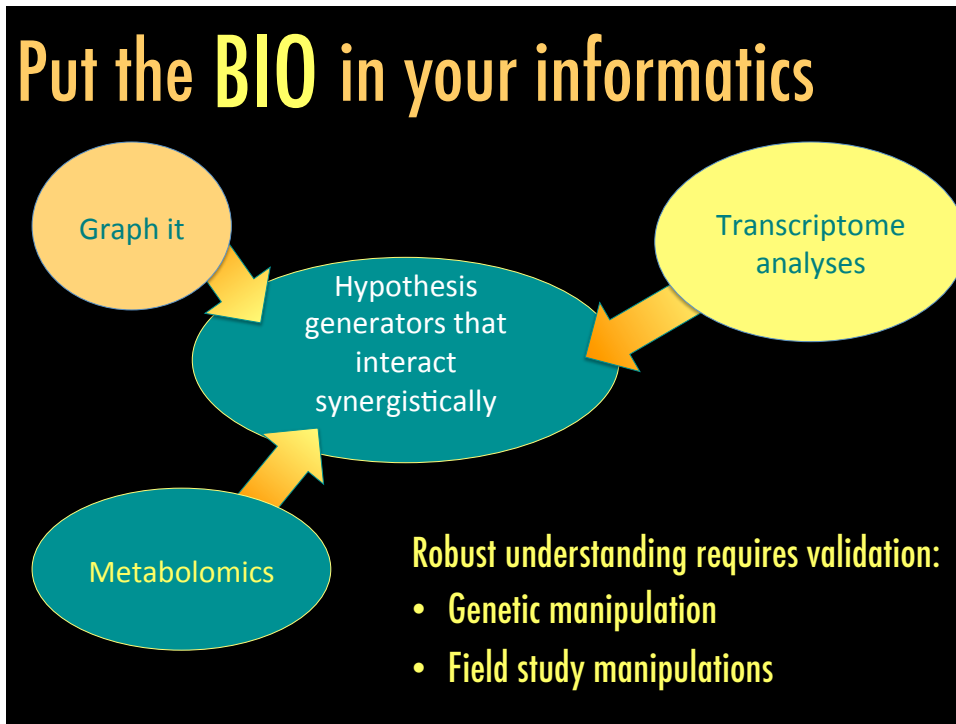 Put the BIO in your informatics
Graph it
Transcriptome
analyses
Hypothesis
generators that
interact
synergistically
Metabolomics
Robust understanding requires validation:
• Genetic manipulation
• Field study manipulations